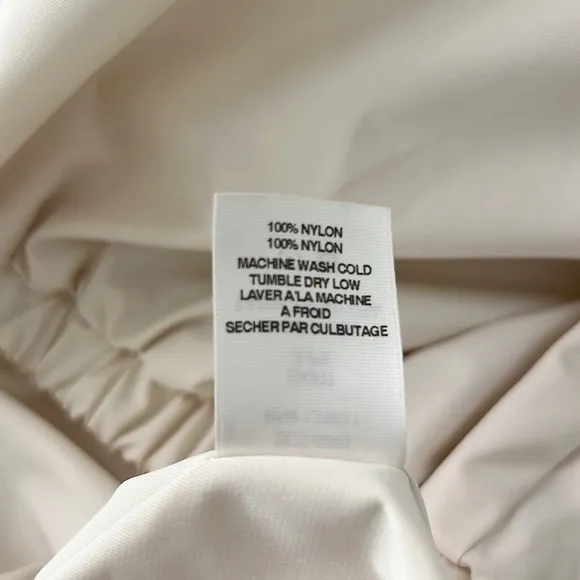 100% NYLON
100% NYLON
MACHINE WASH COLD
TUMBLE DRY LOW
LAVER A'LA MACHINE
A FROID
SECHER PAR CULBUTAGE